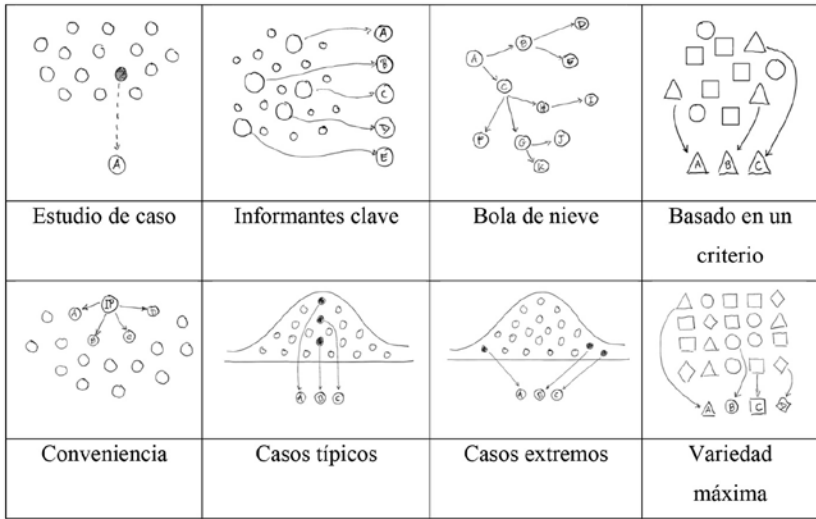 A
A
B
C
D
E
A
B
D
E
C
H
I
F
G
J
K
A
B
C
Estudio de caso
Informantes clave
Bola de nieve
Basado en un
criterio
IP
A
D
B
C
A
B
C
A
B
C
A
B
C
D
Conveniencia
Casos típicos
Casos extremos
Variedad
máxima